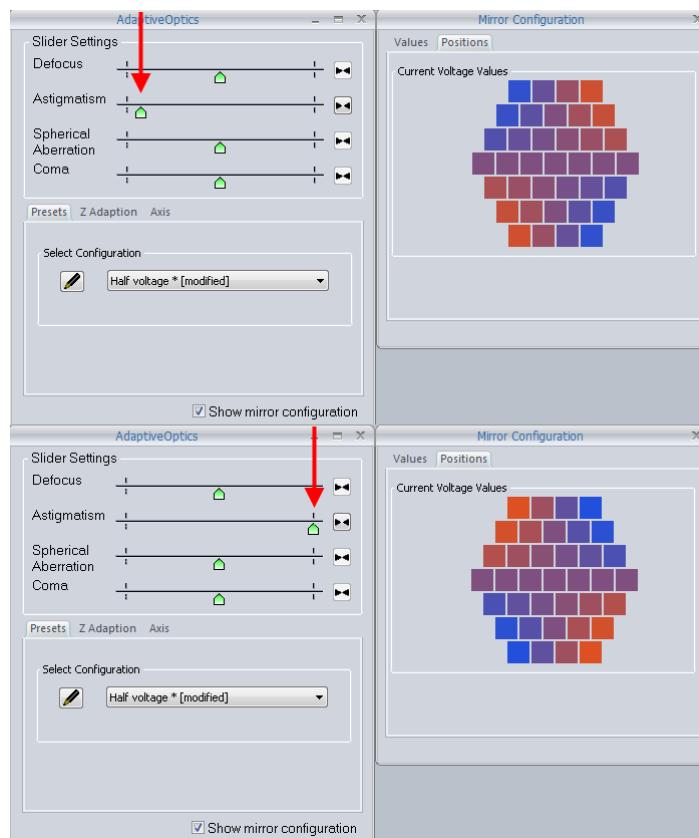 AdaptiveOptics
Slider Settings
Defocus
Astigmatism
Spherical
Aberration
Coma
Presets Z Adaption Axis
Select Configuration
Half voltage * [modified]
Show mirror configuration
Mirror Configuration
Values Positions
Current Voltage Values
AdaptiveOptics
Slider Settings
Defocus
Astigmatism
Spherical
Aberration
Coma
Presets Z Adaption Axis
Select Configuration
Half voltage * [modified]
Show mirror configuration
Mirror Configuration
Values Positions
Current Voltage Values